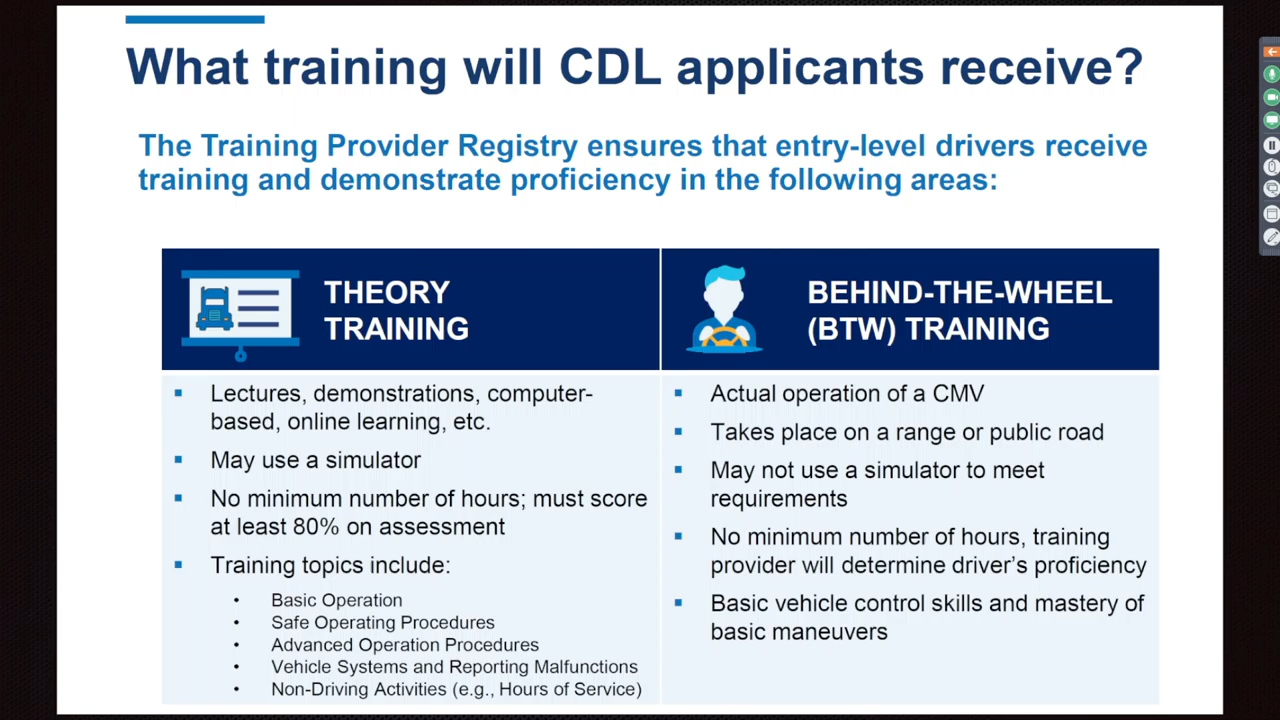 What training will CDL applicants receive?
The Training Provider Registry ensures that entry-level drivers receive
training and demonstrate proficiency in the following areas:
THEORY
TRAINING
▪ Lectures, demonstrations, computer-
based, online learning, etc.
▪ May use a simulator
▪ No minimum number of hours; must score
at least 80% on assessment
▪ Training topics include:
• Basic Operation
• Safe Operating Procedures
• Advanced Operation Procedures
• Vehicle Systems and Reporting Malfunctions
• Non-Driving Activities (e.g., Hours of Service)
BEHIND-THE-WHEEL
(BTW) TRAINING
▪ Actual operation of a CMV
▪ Takes place on a range or public road
▪ May not use a simulator to meet
requirements
▪ No minimum number of hours, training
provider will determine driver’s proficiency
▪ Basic vehicle control skills and mastery of
basic maneuvers